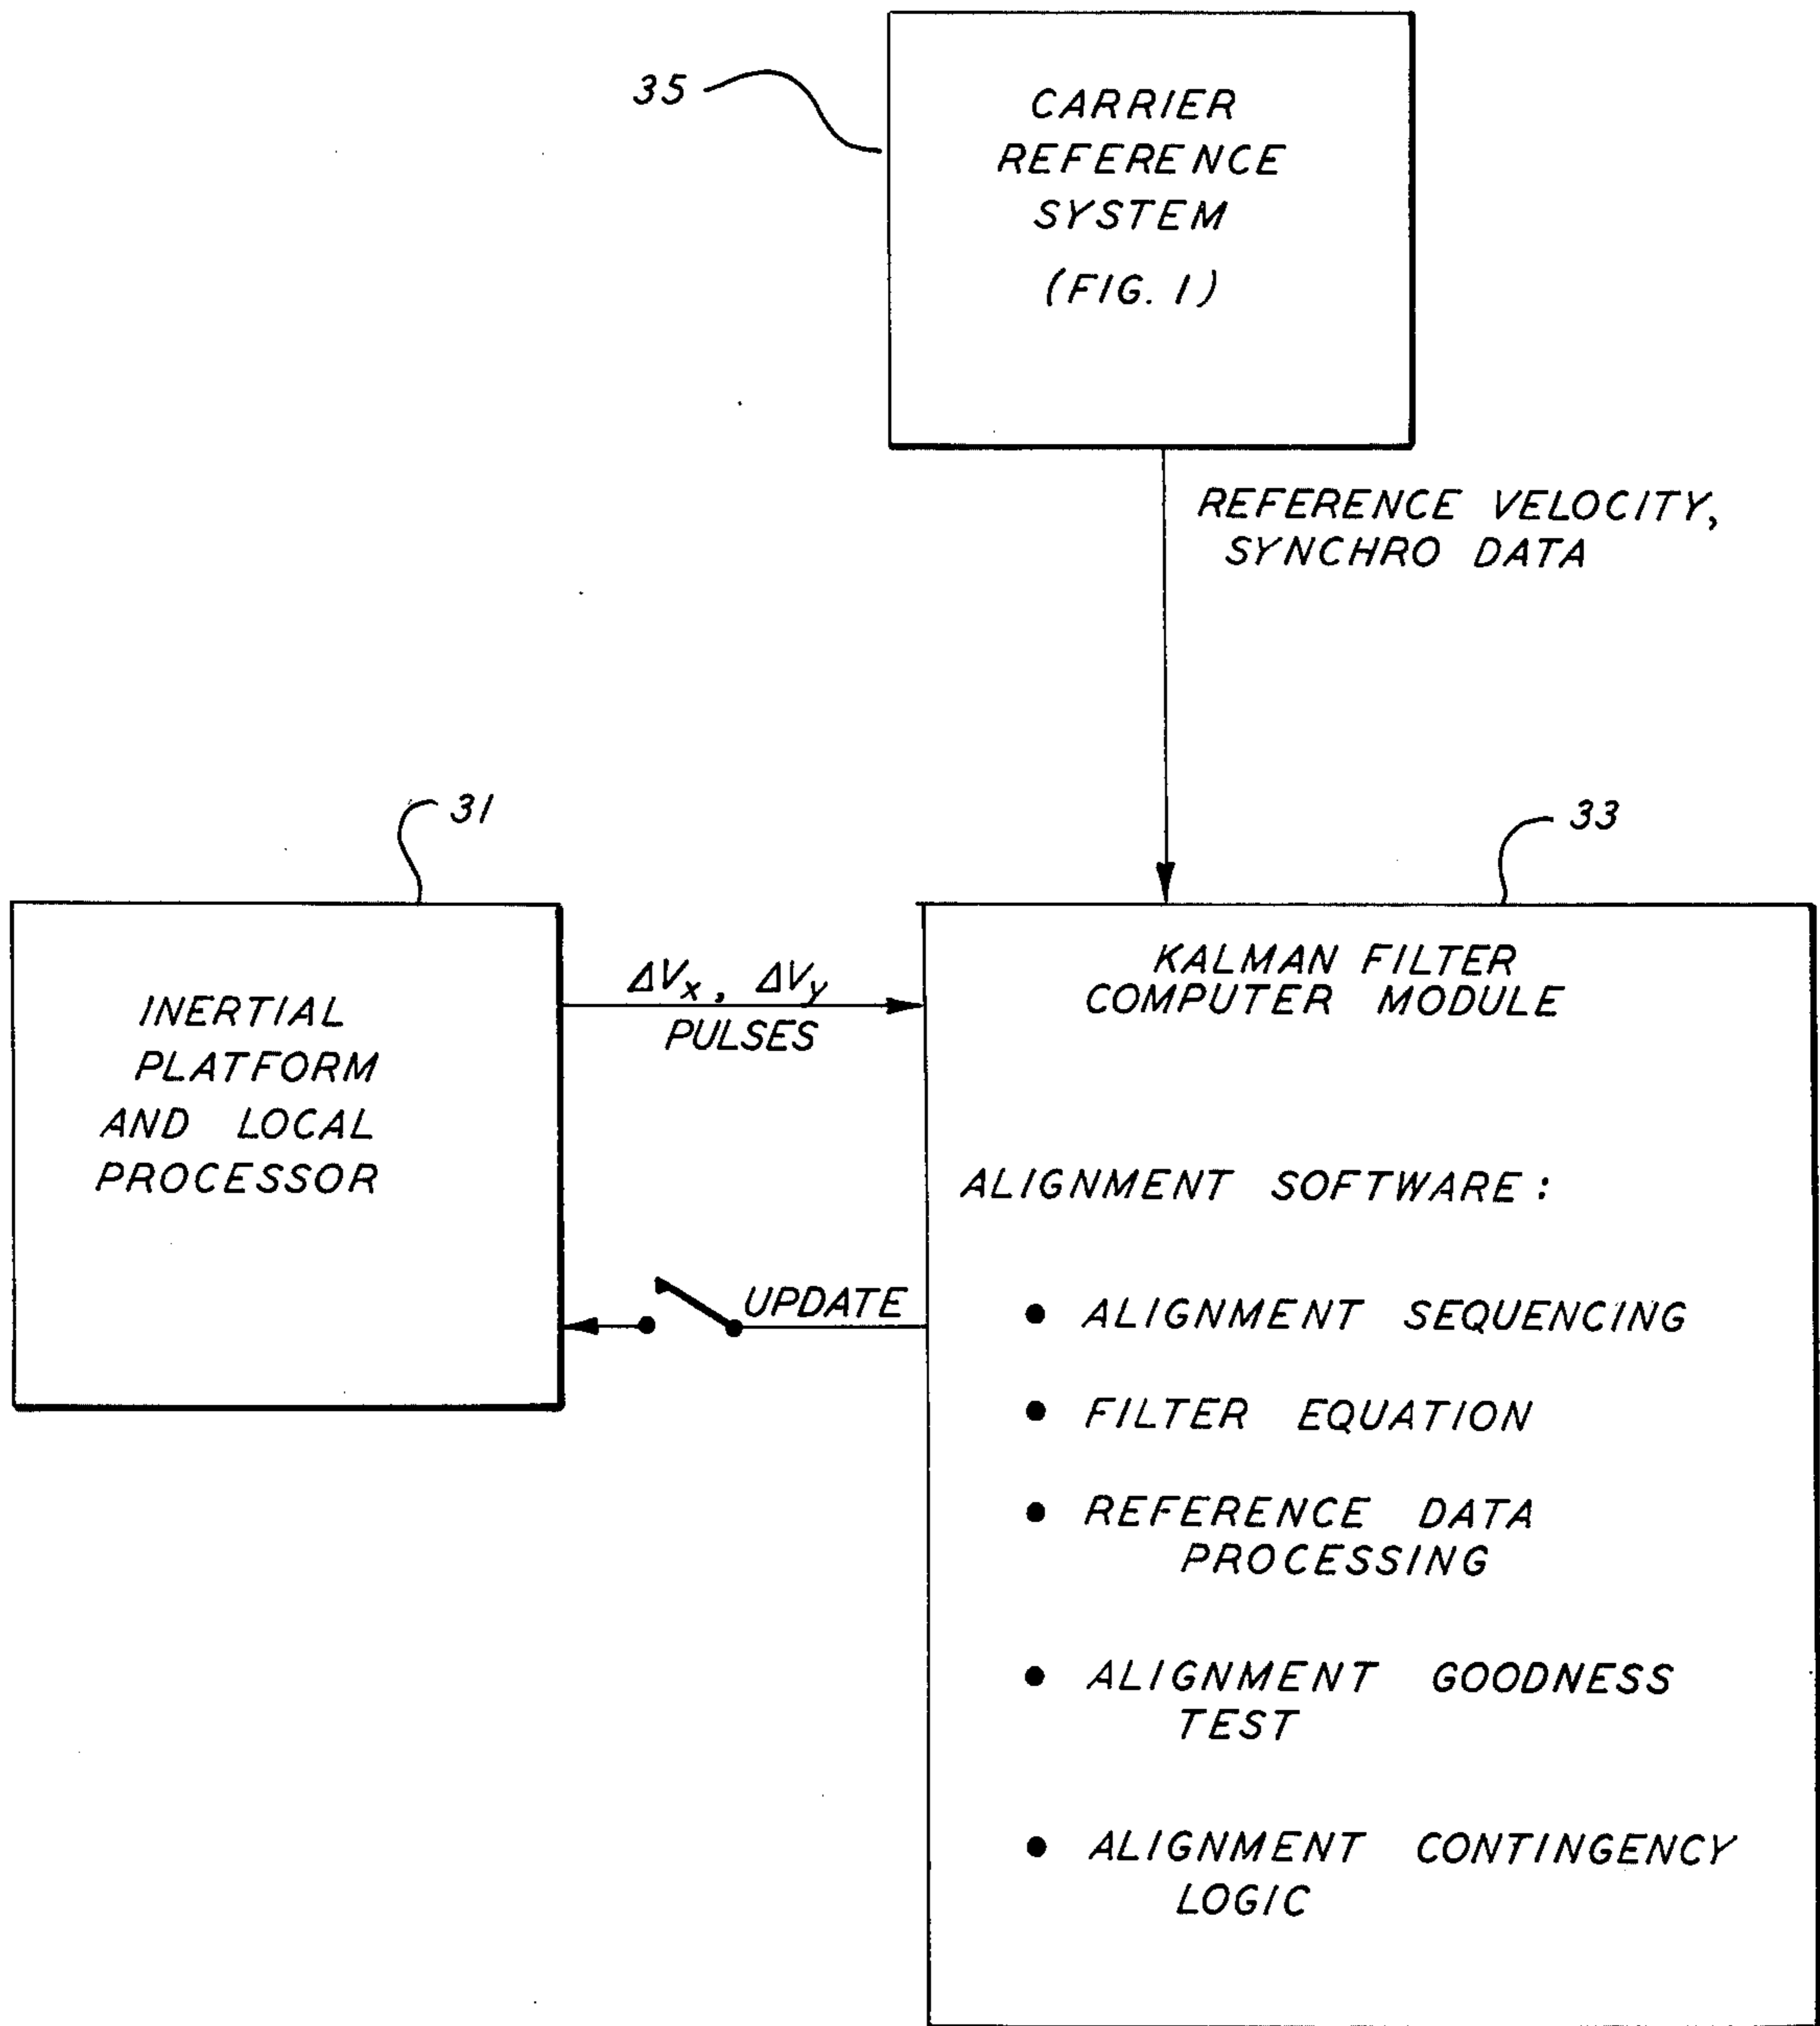 35
CARRIER
REFERENCE
SYSTEM
(FIG. 1)
REFERENCE VELOCITY,
SYNCHRO DATA
31
INERTIAL
PLATFORM
AND LOCAL
PROCESSOR
ΔVx, ΔVy
PULSES
UPDATE
33
KALMAN FILTER
COMPUTER MODULE
ALIGNMENT SOFTWARE:
• ALIGNMENT SEQUENCING
• FILTER EQUATION
• REFERENCE DATA
PROCESSING
• ALIGNMENT GOODNESS
TEST
• ALIGNMENT CONTINGENCY
LOGIC